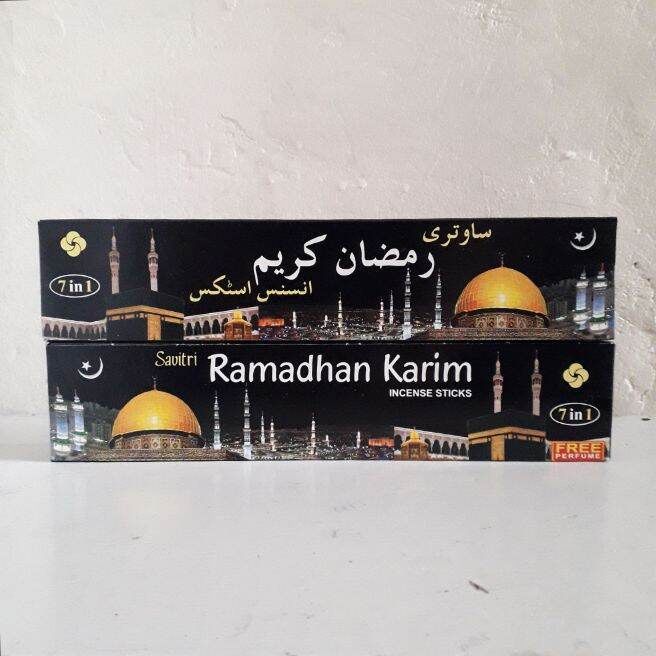 ساوتری
رمضان کریم
انسنس اسٹکس
7 in 1
Savitri
Ramadhan Karim
INCENSE STICKS
7 in 1
FREE
PERFUME